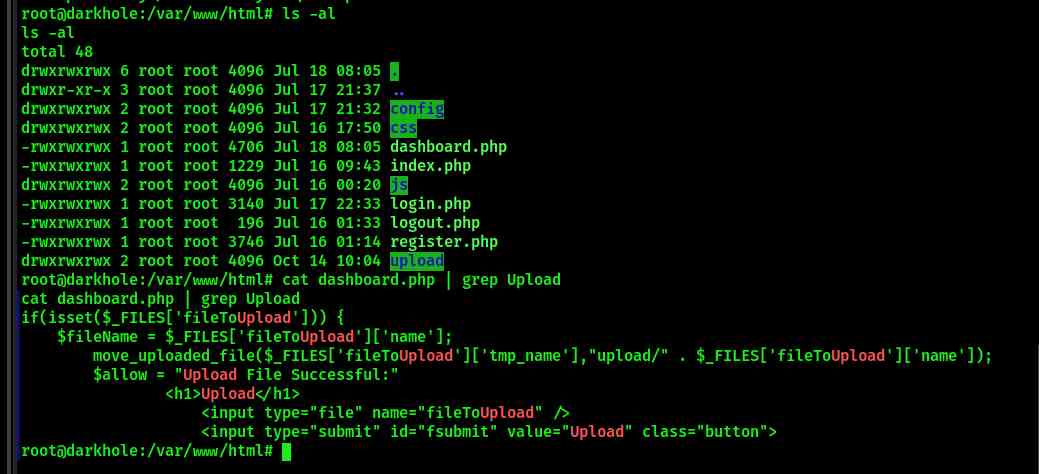 root@darkhole:/var/www/html# ls -al
ls -al
total 48
drwxrwxrwx 6 root root 4096 Jul 18 08:05 .
drwxr-xr-x 3 root root 4096 Jul 17 21:37 ..
drwxrwxrwx 2 root root 4096 Jul 17 21:32 config
drwxrwxrwx 2 root root 4096 Jul 16 17:50 css
-rwxrwxrwx 1 root root 4706 Jul 18 08:05 dashboard.php
-rwxrwxrwx 1 root root 1229 Jul 16 09:43 index.php
drwxrwxrwx 2 root root 4096 Jul 16 00:20 js
-rwxrwxrwx 1 root root 3140 Jul 17 22:33 login.php
-rwxrwxrwx 1 root root  196 Jul 16 01:33 logout.php
-rwxrwxrwx 1 root root 3746 Jul 16 01:14 register.php
drwxrwxrwx 2 root root 4096 Oct 14 10:04 upload
root@darkhole:/var/www/html# cat dashboard.php | grep Upload
cat dashboard.php | grep Upload
if(isset($_FILES['fileToUpload'])) {
    $fileName = $_FILES['fileToUpload']['name'];
        move_uploaded_file($_FILES['fileToUpload']['tmp_name'],"upload/" . $_FILES['fileToUpload']['name']);
        $allow = "Upload File Successful:"
                <h1>Upload</h1>
                    <input type="file" name="fileToUpload" />
                    <input type="submit" id="fsubmit" value="Upload" class="button">
root@darkhole:/var/www/html#